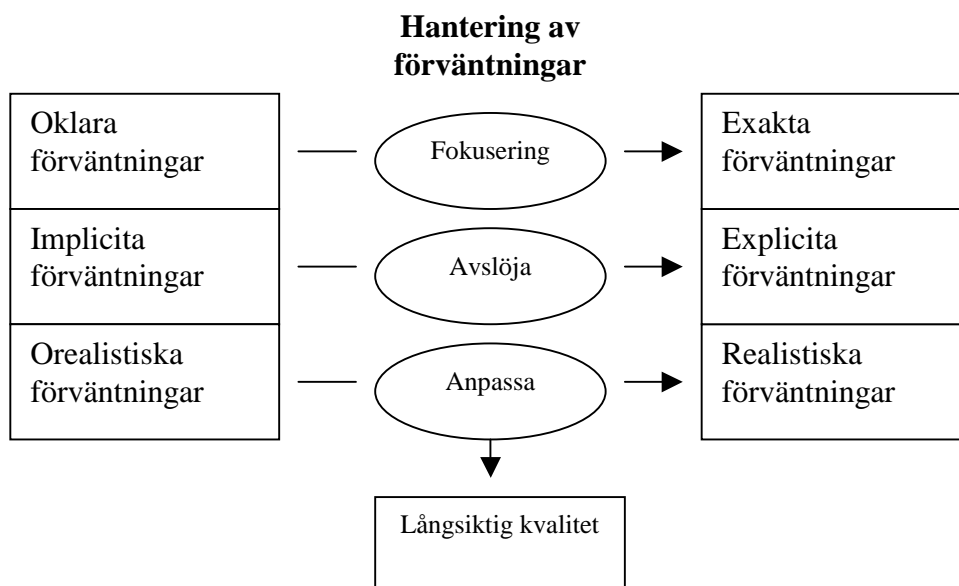 Hantering av
förväntningar
Oklara
förväntningar
Fokusering
Exakta
förväntningar
Implicita
förväntningar
Avslöja
Explicita
förväntningar
Orealistiska
förväntningar
Anpassa
Realistiska
förväntningar
Långsiktig kvalitet